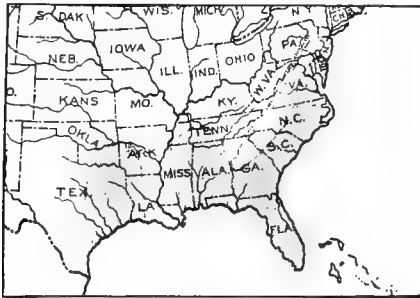 S. DAK. WIS. MICH. N Y
NEB. IOWA ILL. IND. OHIO PA.
KANS MO. KY. W.VA. VA.
OKLA. ARK TENN. N.C.
S.C.
TEX. LA MISS. ALA. GA.
FLA.